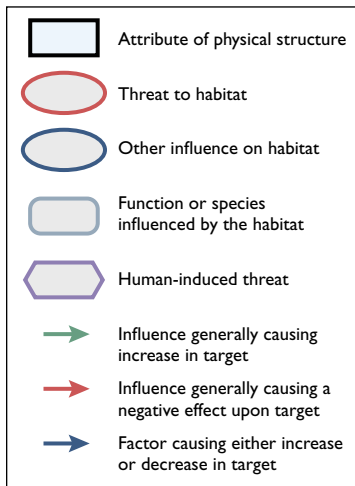 Attribute of physical structure
Threat to habitat
Other influence on habitat
Function or species
influenced by the habitat
Human-induced threat
Influence generally causing
increase in target
Influence generally causing a
negative effect upon target
Factor causing either increase
or decrease in target